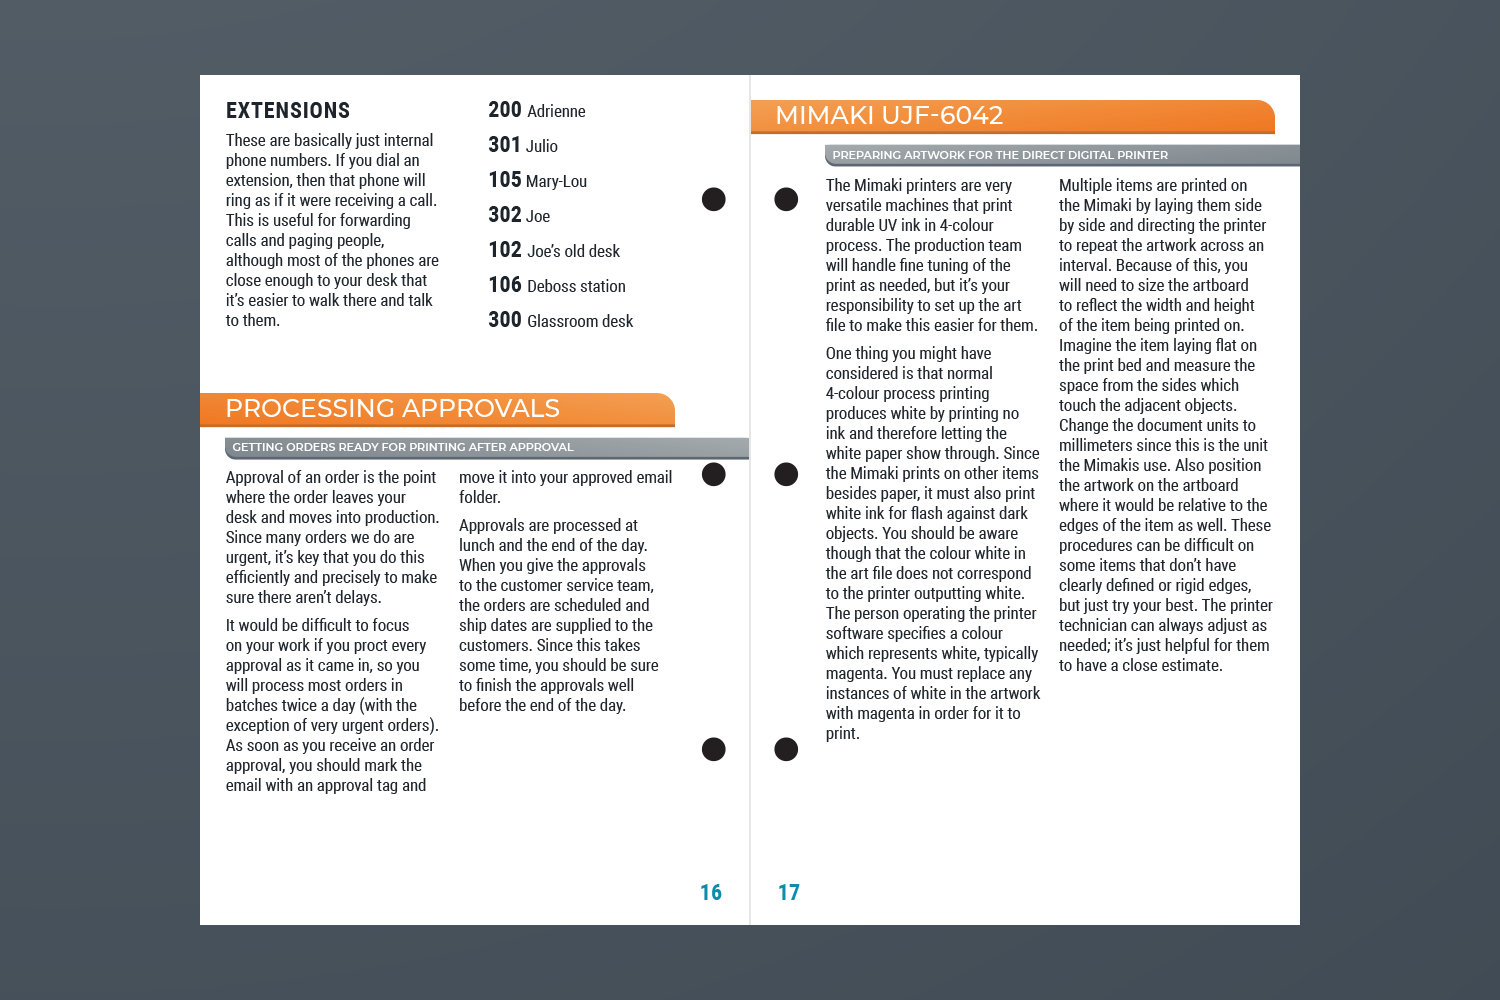 EXTENSIONS
These are basically just internal
phone numbers. If you dial an
extension, then that phone will
ring as if it were receiving a call.
This is useful for forwarding
calls and paging people,
although most of the phones are
close enough to your desk that
it’s easier to walk there and talk
to them.
200 Adrienne
301 Julio
105 Mary-Lou
302 Joe
102 Joe’s old desk
106 Deboss station
300 Glassroom desk
PROCESSING APPROVALS
GETTING ORDERS READY FOR PRINTING AFTER APPROVAL
Approval of an order is the point
where the order leaves your
desk and moves into production.
Since many orders we do are
urgent, it’s key that you do this
efficiently and precisely to make
sure there aren’t delays.
It would be difficult to focus
on your work if you proct every
approval as it came in, so you
will process most orders in
batches twice a day (with the
exception of very urgent orders).
As soon as you receive an order
approval, you should mark the
email with an approval tag and
move it into your approved email
folder.
Approvals are processed at
lunch and the end of the day.
When you give the approvals
to the customer service team,
the orders are scheduled and
ship dates are supplied to the
customers. Since this takes
some time, you should be sure
to finish the approvals well
before the end of the day.
16
MIMAKI UJF-6042
PREPARING ARTWORK FOR THE DIRECT DIGITAL PRINTER
The Mimaki printers are very
versatile machines that print
durable UV ink in 4-colour
process. The production team
will handle fine tuning of the
print as needed, but it’s your
responsibility to set up the art
file to make this easier for them.
One thing you might have
considered is that normal
4-colour process printing
produces white by printing no
ink and therefore letting the
white paper show through. Since
the Mimaki prints on other items
besides paper, it must also print
white ink for flash against dark
objects. You should be aware
though that the colour white in
the art file does not correspond
to the printer outputting white.
The person operating the printer
software specifies a colour
which represents white, typically
magenta. You must replace any
instances of white in the artwork
with magenta in order for it to
print.
Multiple items are printed on
the Mimaki by laying them side
by side and directing the printer
to repeat the artwork across an
interval. Because of this, you
will need to size the artboard
to reflect the width and height
of the item being printed on.
Imagine the item laying flat on
the print bed and measure the
space from the sides which
touch the adjacent objects.
Change the document units to
millimeters since this is the unit
the Mimakis use. Also position
the artwork on the artboard
where it would be relative to the
edges of the item as well. These
procedures can be difficult on
some items that don’t have
clearly defined or rigid edges,
but just try your best. The printer
technician can always adjust as
needed; it’s just helpful for them
to have a close estimate.
17